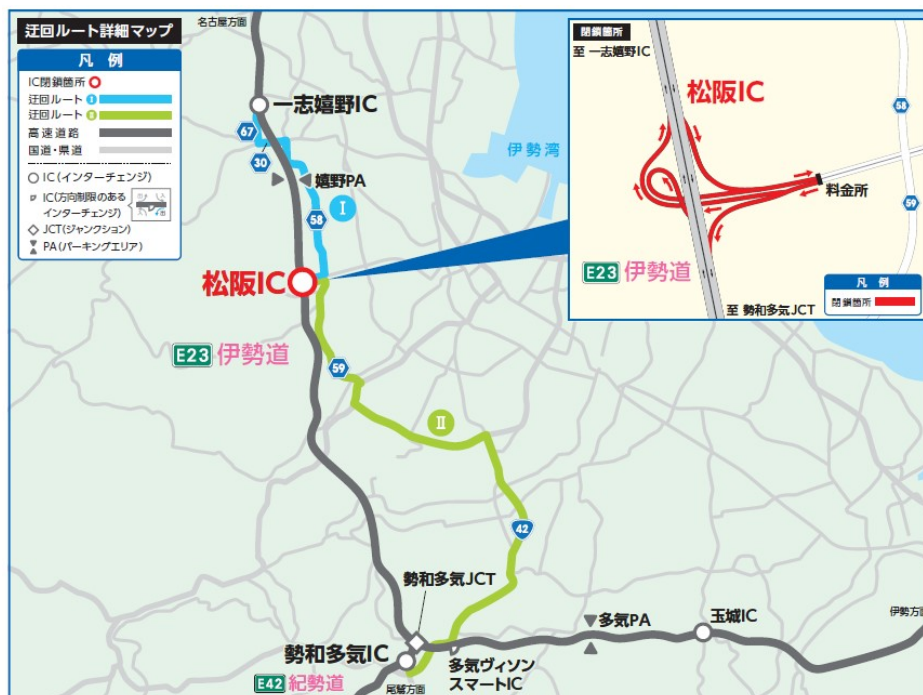 迂回ルート詳細マップ
凡 例
IC閉鎖箇所
迂回ルート I
迂回ルート II
高速道路
国道・県道
IC(インターチェンジ)
IC(方向制限のある
インターチェンジ)
JCT(ジャンクション)
PA(パーキングエリア)
名古屋方面
一志嬉野IC
67
30
嬉野PA
58
I
伊勢湾
松阪IC
E23 伊勢道
59
II
42
勢和多気JCT
勢和多気IC
E42 紀勢道
尾鷲方面
多気ヴィソン
スマートIC
多気PA
玉城IC
伊勢方面
閉鎖箇所
至 一志嬉野IC
松阪IC
58
料金所
59
E23 伊勢道
至 勢和多気JCT
凡 例
閉鎖箇所